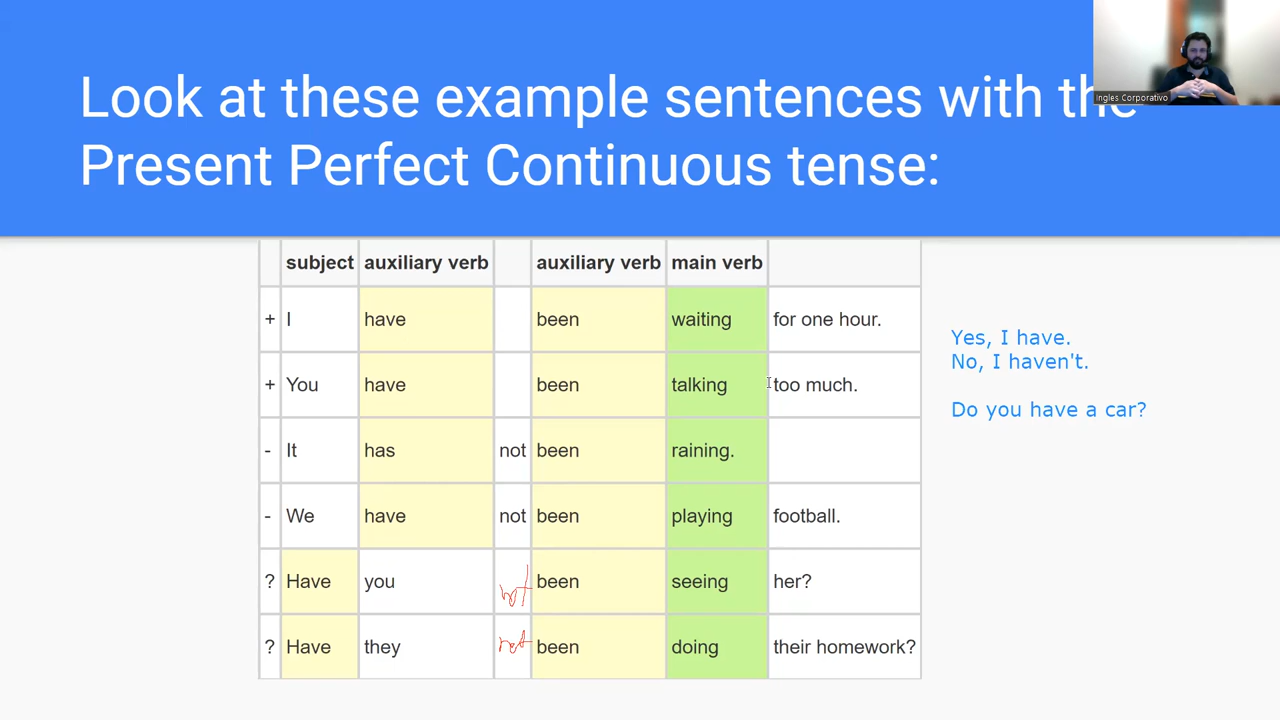 Look at these example sentences with the
Present Perfect Continuous tense:
Ingles Corporativo
subject auxiliary verb auxiliary verb main verb
+ I have been waiting for one hour.
+ You have been talking too much.
- It has not been raining.
- We have not been playing football.
? Have you not been seeing her?
? Have they not been doing their homework?
Yes, I have.
No, I haven't.
Do you have a car?